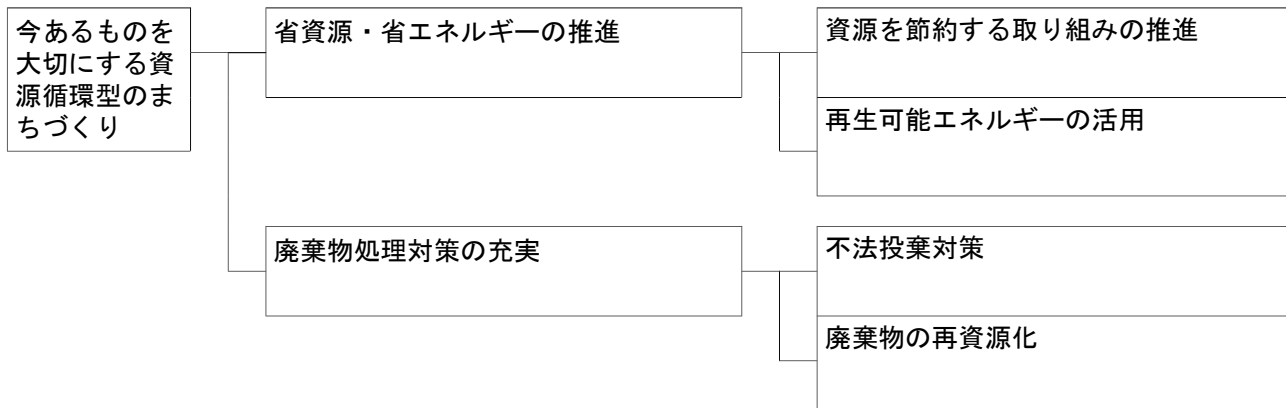 今あるものを
大切にする資
源循環型のま
ちづくり
省資源・省エネルギーの推進
資源を節約する取り組みの推進
再生可能エネルギーの活用
廃棄物処理対策の充実
不法投棄対策
廃棄物の再資源化